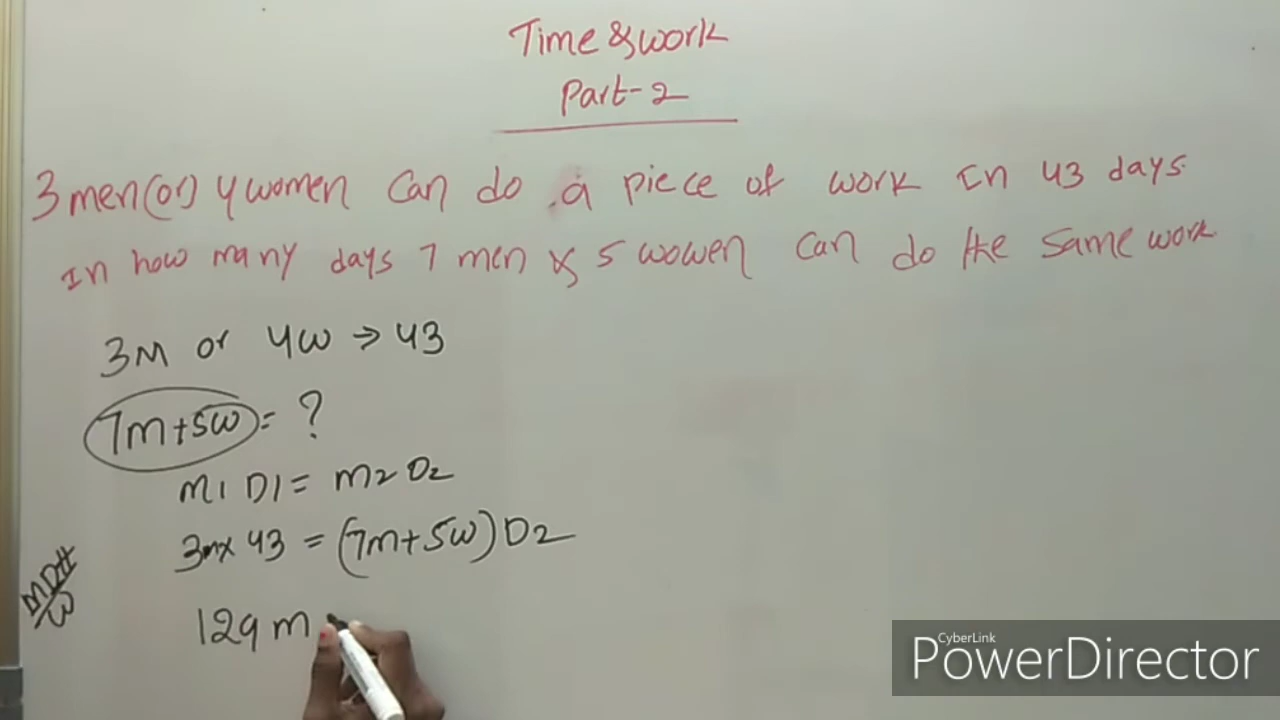 Time & work
Part-2
3 men (or) 4 women can do a piece of work in 43 days.
In how many days 7 men & 5 wowen can do the same work
3M or 4W => 43
7M+5W = ?
M1 D1 = M2 D2
3m x 43 = (7M+5W) D2
MDH
W
129 m
CyberLink
PowerDirector